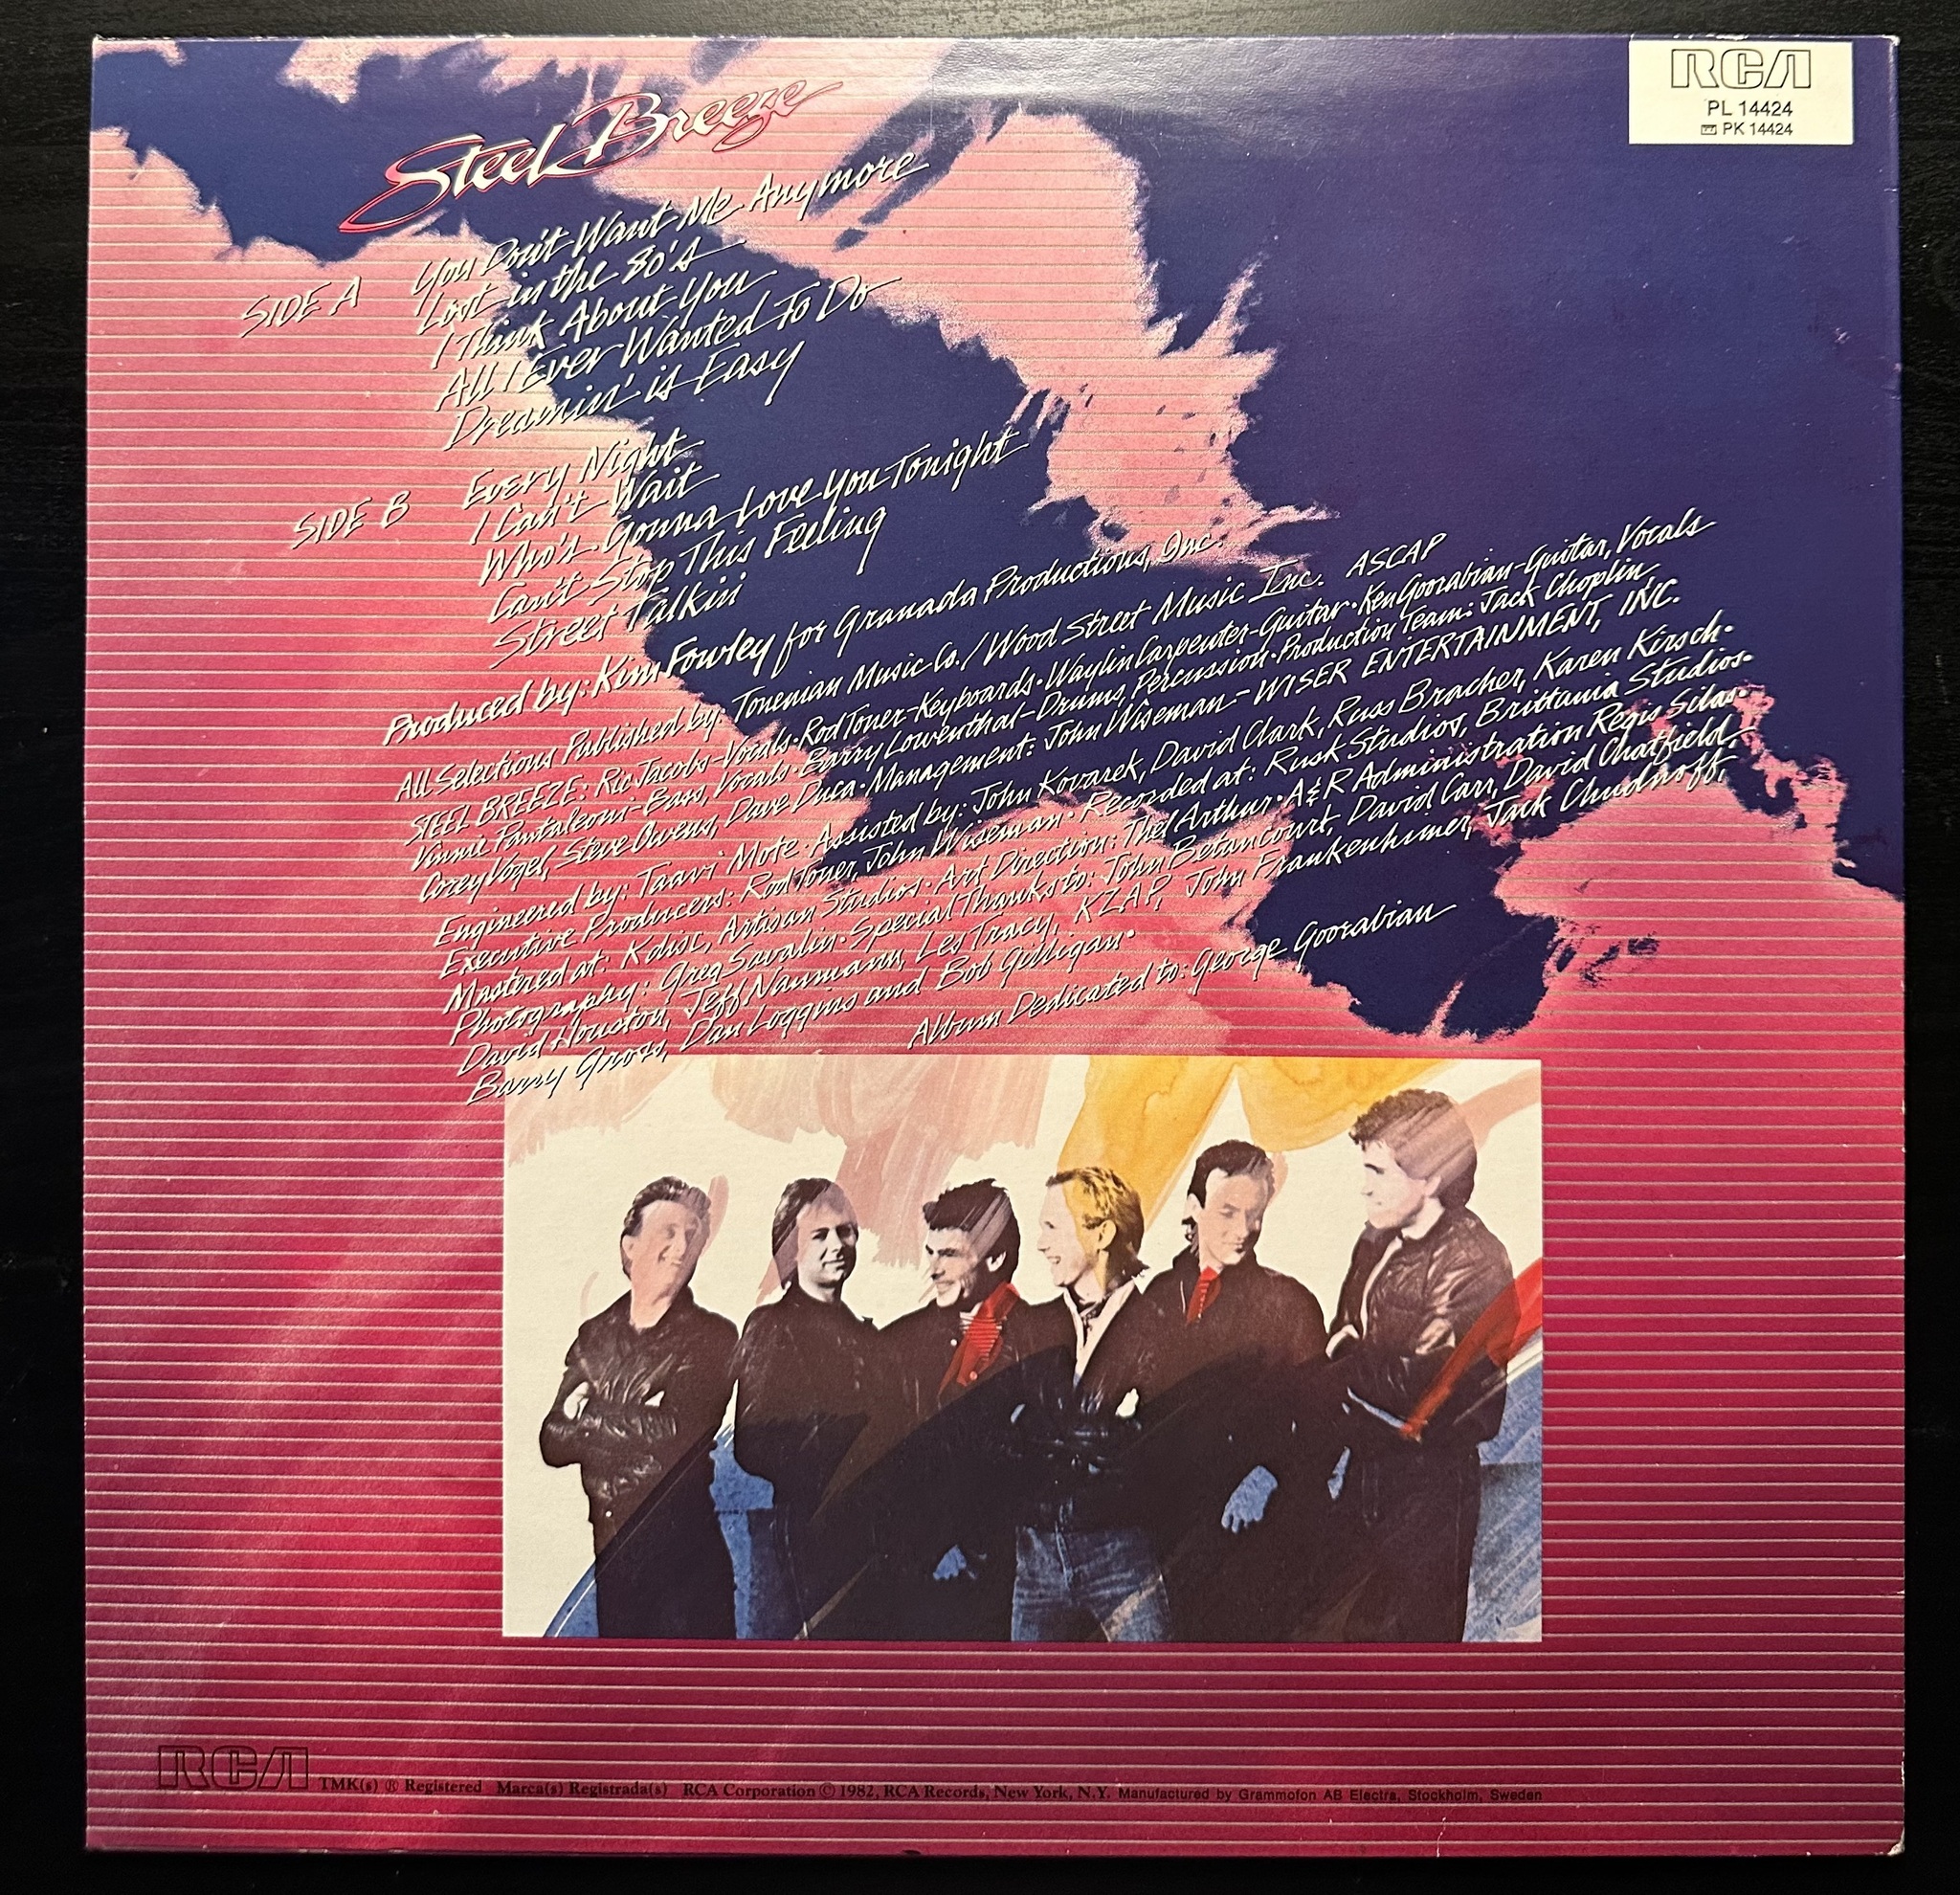 RCA
PL 14424
PK 14424
Steel Breeze
SIDE A
You Don't Want Me Anymore
Lost in the 80's
I Think About You
All I Ever Wanted To Do
Dreamin' is Easy
SIDE B
Every Night
I Can't Wait
Who's Gonna Love You Tonight
Can't Stop This Feeling
Street Talkin'
Produced by: Kim Fowley for Granada Productions, Inc.
All Selections Published by Tonenian Music Co. / Wood Street Music Inc. ASCAP
STEEL BREEZE: Ric Jacobs-Vocals • Rod Toner-Keyboards • Waylin Carpenter-Guitar • Ken Goorabian-Guitar, Vocals
Vinnie Pantaleoni-Bass, Vocals • Barry Lowenthal-Drums, Percussion • Production Team: Jack Choplin
Corey Vogel, Steve Owens, Dave Duca • Management: John Wiseman - WISER ENTERTAINMENT, INC.
Engineered by: Taavi Mote • Assisted by: John Kovarek, David Clark, Russ Bracher, Karen Kirsch •
Executive Producers: Rod Toner, John Wiseman • Recorded at: Rusk Studios, Brittania Studios •
Mastered at: K disc, Artisan Studios • Art Direction: Thel Arthur • A & R Administration Regis Silas •
Photography: Greg Savalin • Special Thanks to: John Betancourt, David Carr, David Chatfield,
David Houston, Jeff Naumann, Les Tracy, KZAP, John Frankenhimer, Jack Chudnoff,
Barry Gross, Dan Loggins and Bob Gilligan •
Album Dedicated to: George Goorabian
RCA TMK(s) ® Registered Marca(s) Registrada(s) RCA Corporation © 1982, RCA Records, New York, N.Y. Manufactured by Grammofon AB Electra, Stockholm, Sweden